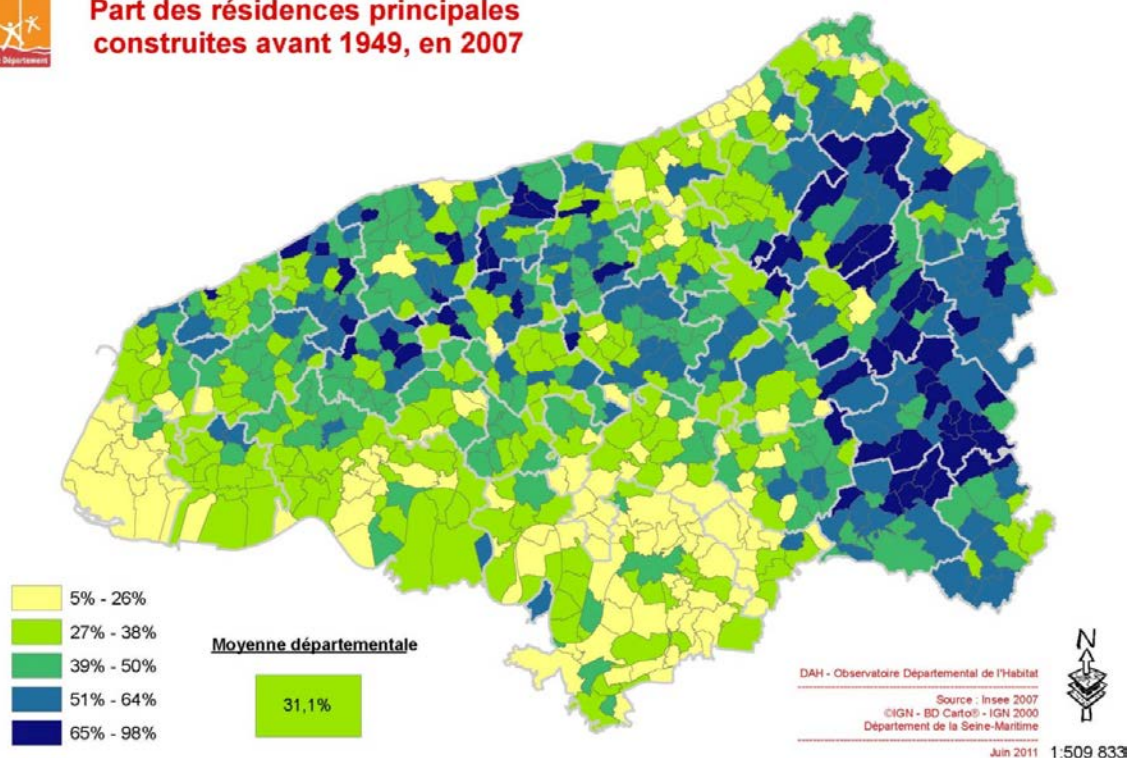 Part des résidences principales
construites avant 1949, en 2007
Département
5% - 26%
27% - 38%
39% - 50%
51% - 64%
65% - 98%
Moyenne départementale
31,1%
N
DAH - Observatoire Départemental de l'Habitat
Source : Insee 2007
©IGN - BD Carto® - IGN 2000
Département de la Seine-Maritime
Juin 2011
1:509 833